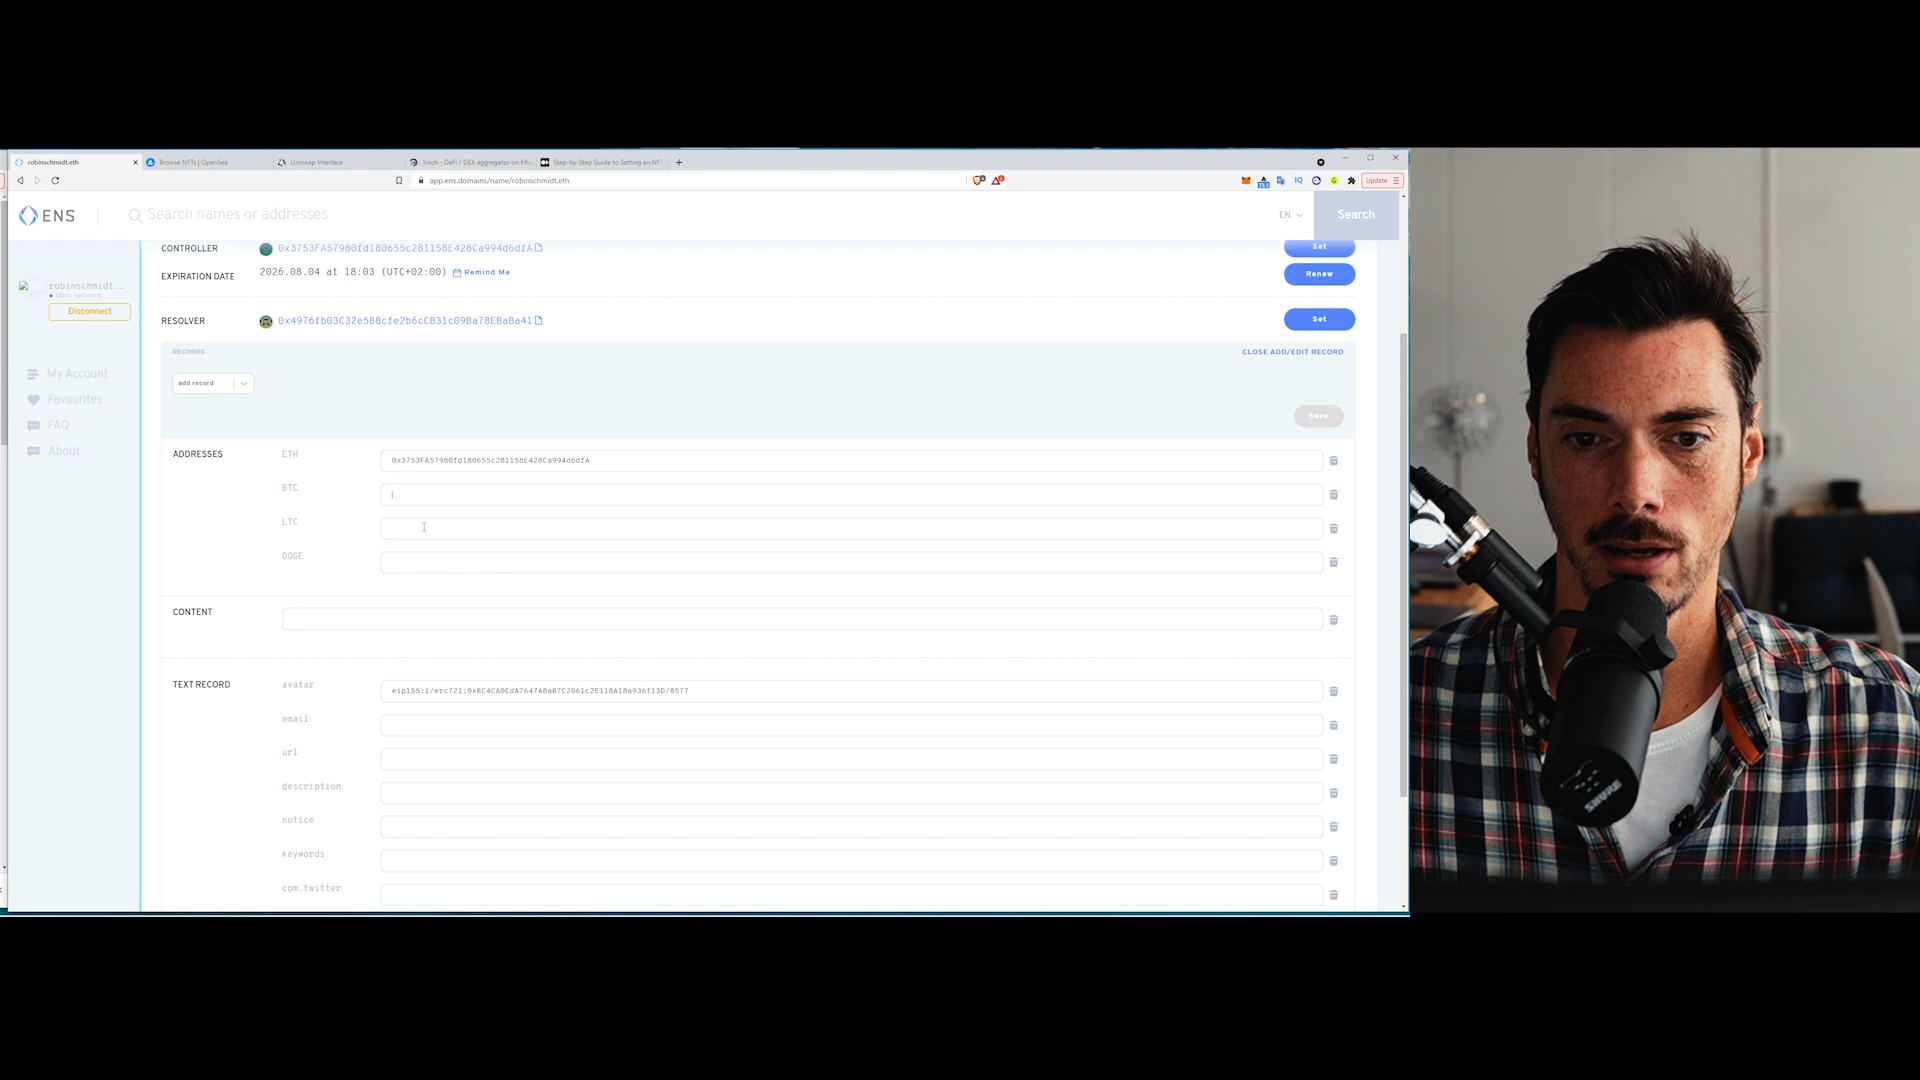 robinschmidt.eth
Browse NFTs | OpenSea
Uniswap Interface
1inch - DeFi / DEX aggregator on Eth
Step-by-Step Guide to Setting an NFT
app.ens.domains/name/robinschmidt.eth
Update
ENS
Search names or addresses
EN
Search
CONTROLLER
0x3753FA57980fd180655c281158E428Ca994d6dfA
Set
EXPIRATION DATE
2026.08.04 at 18:03 (UTC+02:00)
Remind Me
Renew
robinschmidt....
Main Network
Disconnect
RESOLVER
0x4976fb03C32e5B8cfe2b6cCB31c09Ba78EBaBa41
Set
RECORDS
CLOSE ADD/EDIT RECORD
My Account
add record
Favourites
Save
FAQ
About
ADDRESSES
ETH
0x3753FA57980fd180655c281158E428Ca994d6dfA
BTC
LTC
DOGE
CONTENT
TEXT RECORD
avatar
eip155:1/erc721:0xBC4CA0EdA7647A8aB7C2061c2E118A18a936f13D/8577
email
url
description
notice
keywords
com.twitter
SHURE